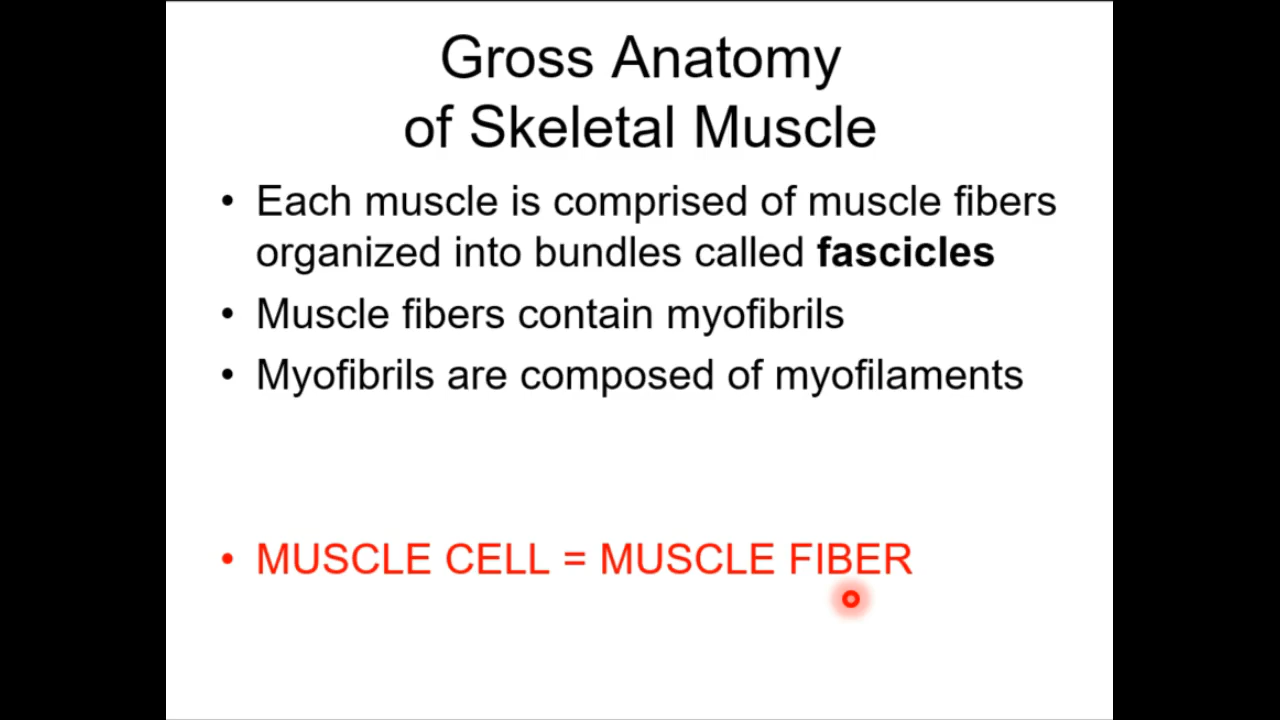 Gross Anatomy
of Skeletal Muscle
• Each muscle is comprised of muscle fibers
organized into bundles called fascicles
• Muscle fibers contain myofibrils
• Myofibrils are composed of myofilaments
• MUSCLE CELL = MUSCLE FIBER